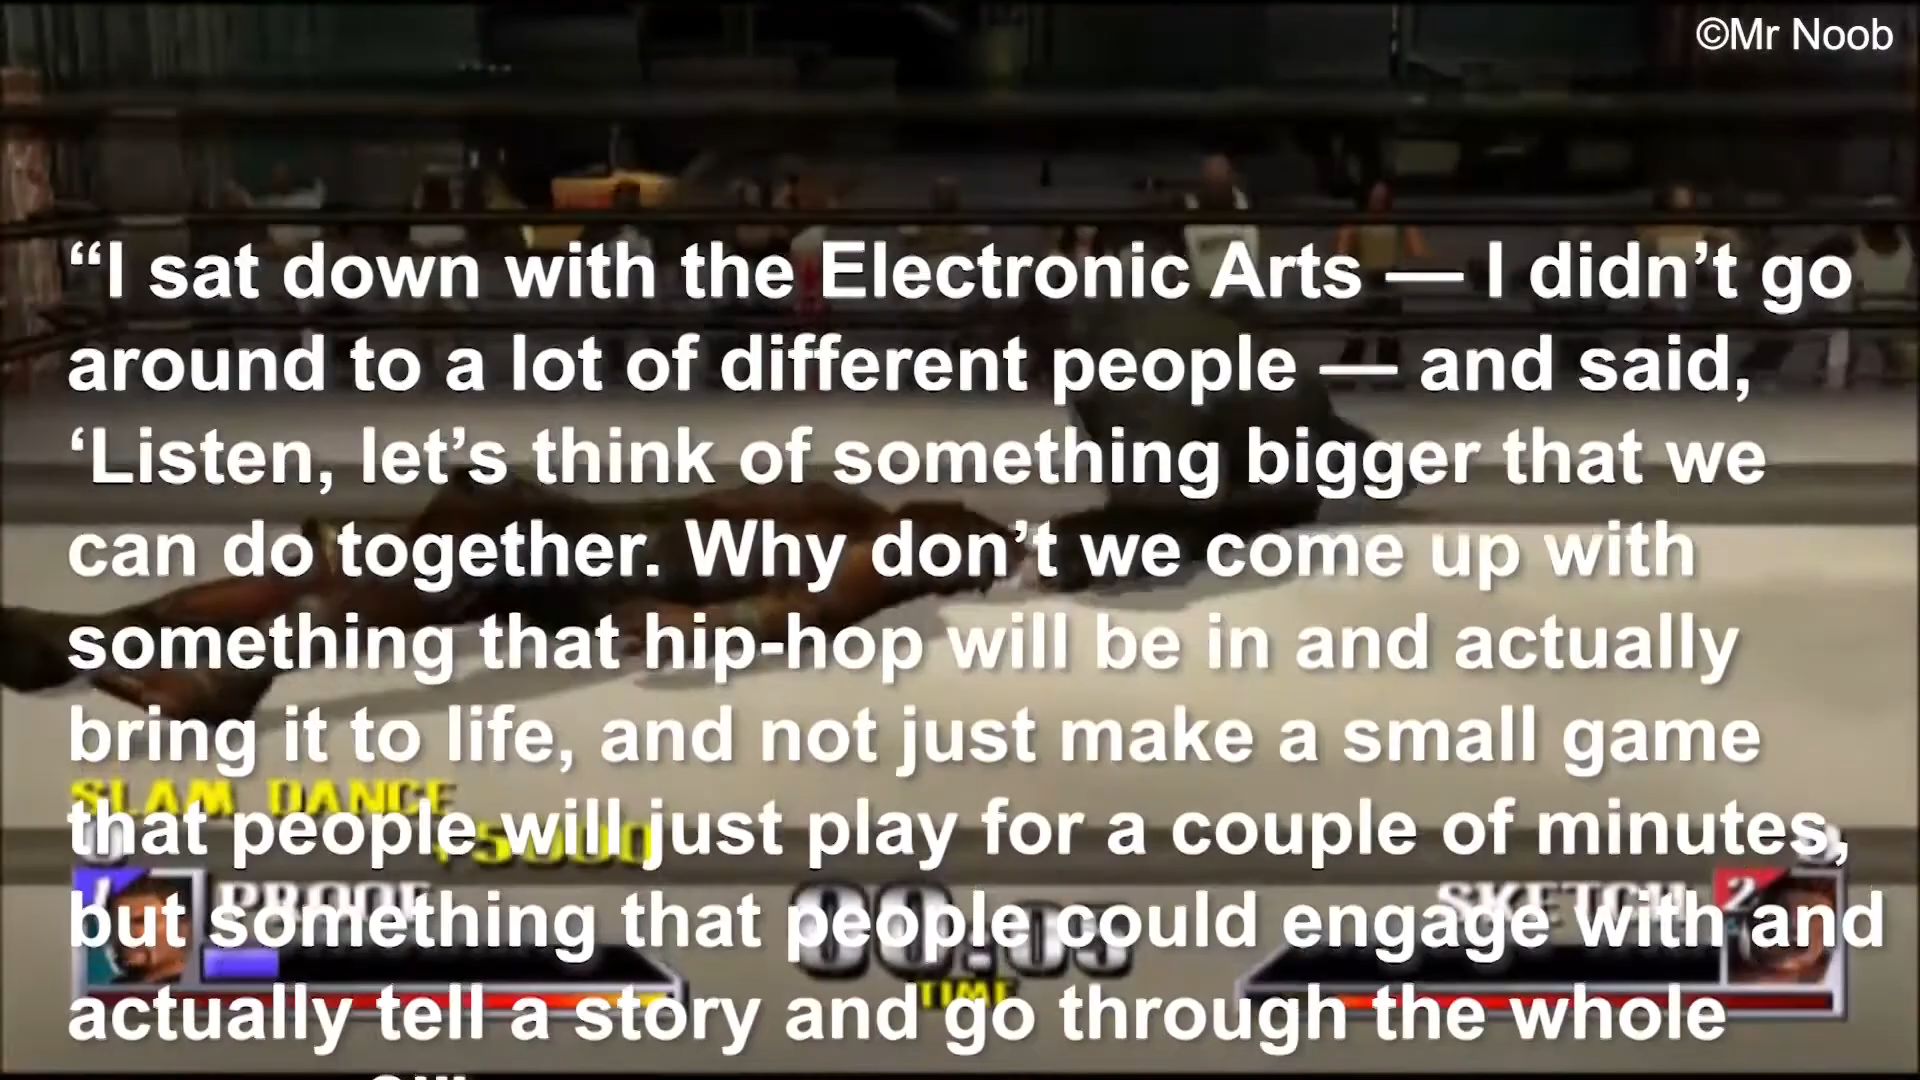 ©Mr Noob
“I sat down with the Electronic Arts — I didn’t go
around to a lot of different people — and said,
‘Listen, let’s think of something bigger that we
can do together. Why don’t we come up with
something that hip-hop will be in and actually
bring it to life, and not just make a small game
that people will just play for a couple of minutes,
but something that people could engage with and
actually tell a story and go through the whole
SLAM DANCE
+5000
PROOF
00:05
SKETCH 2
TIME